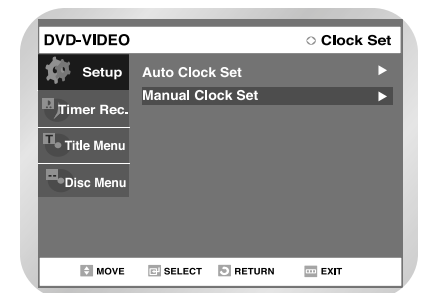 DVD-VIDEO Clock Set
Setup Auto Clock Set
Manual Clock Set
Timer Rec.
Title Menu
Disc Menu
MOVE SELECT RETURN EXIT